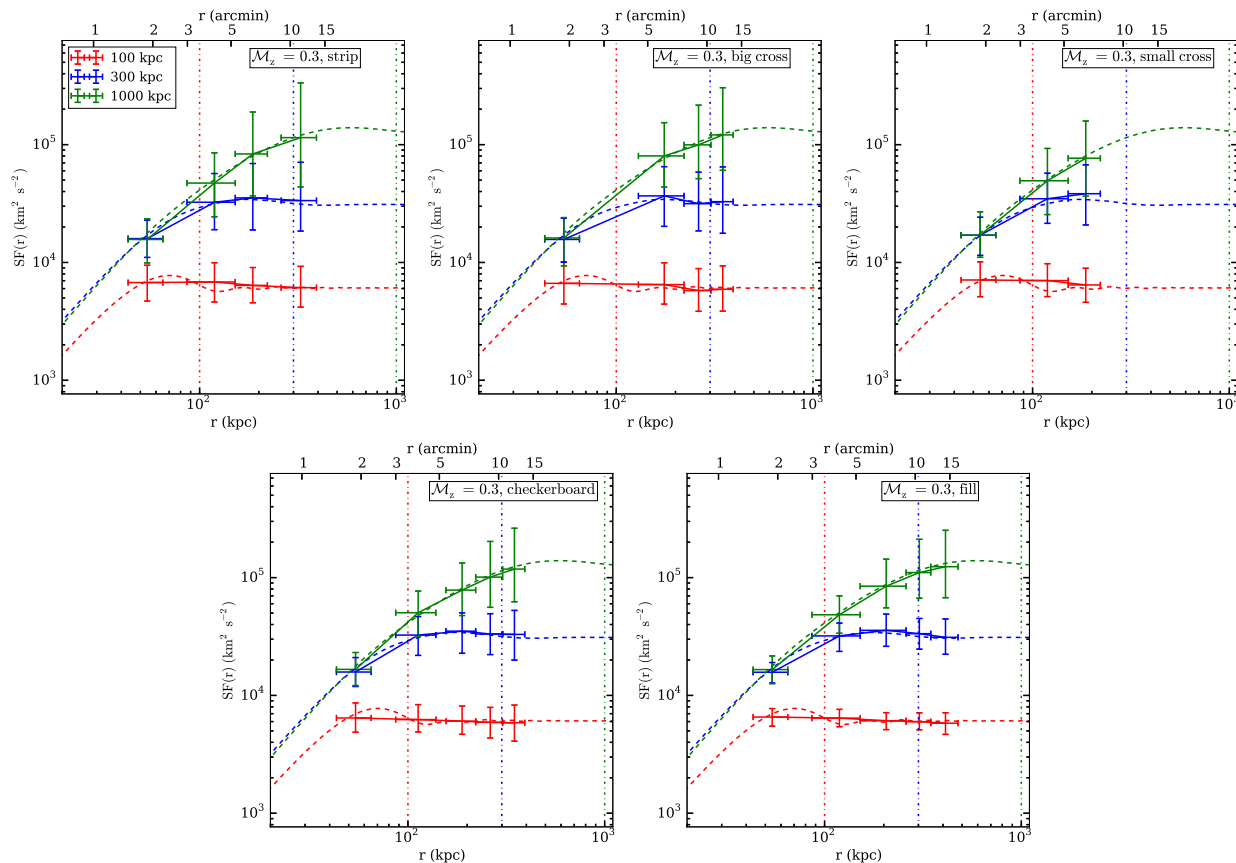 r (arcmin)
1 2 3 5 10 15
100 kpc
300 kpc
1000 kpc
ℳz = 0.3, strip
SF(r) (km² s⁻²)
10⁵
10⁴
10³
10² 10³
r (kpc)
r (arcmin)
1 2 3 5 10 15
ℳz = 0.3, big cross
SF(r) (km² s⁻²)
10⁵
10⁴
10³
10² 10³
r (kpc)
r (arcmin)
1 2 3 5 10 15
ℳz = 0.3, small cross
SF(r) (km² s⁻²)
10⁵
10⁴
10³
10² 10³
r (kpc)
r (arcmin)
1 2 3 5 10 15
ℳz = 0.3, checkerboard
SF(r) (km² s⁻²)
10⁵
10⁴
10³
10² 10³
r (kpc)
r (arcmin)
1 2 3 5 10 15
ℳz = 0.3, fill
SF(r) (km² s⁻²)
10⁵
10⁴
10³
10² 10³
r (kpc)